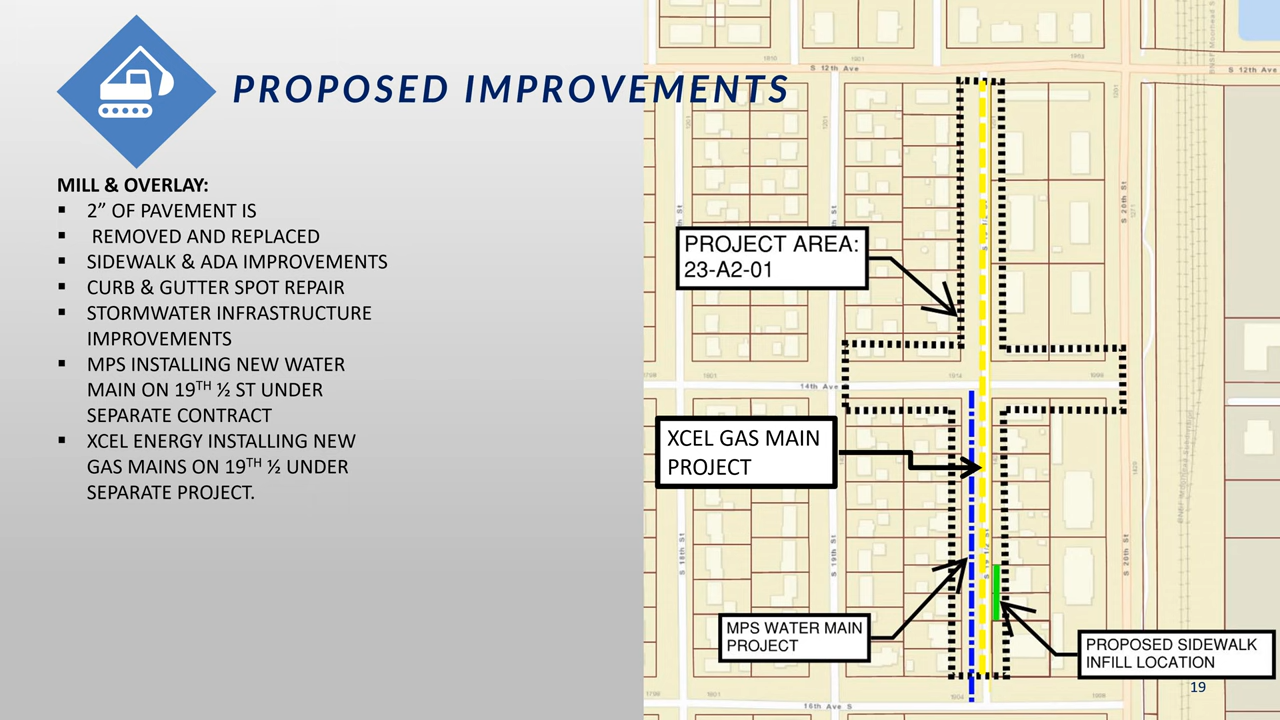 PROPOSED IMPROVEMENTS
MILL & OVERLAY:
▪ 2” OF PAVEMENT IS
▪ REMOVED AND REPLACED
▪ SIDEWALK & ADA IMPROVEMENTS
▪ CURB & GUTTER SPOT REPAIR
▪ STORMWATER INFRASTRUCTURE
IMPROVEMENTS
▪ MPS INSTALLING NEW WATER
MAIN ON 19TH ½ ST UNDER
SEPARATE CONTRACT
▪ XCEL ENERGY INSTALLING NEW
GAS MAINS ON 19TH ½ UNDER
SEPARATE PROJECT.
S 12th Ave
S 12th Ave
1201
S 20th St
PROJECT AREA:
23-A2-01
14th Ave
1914
XCEL GAS MAIN
PROJECT
S 18th St
S 19th St
S 20th St
MPS WATER MAIN
PROJECT
PROPOSED SIDEWALK
INFILL LOCATION
16th Ave S
19